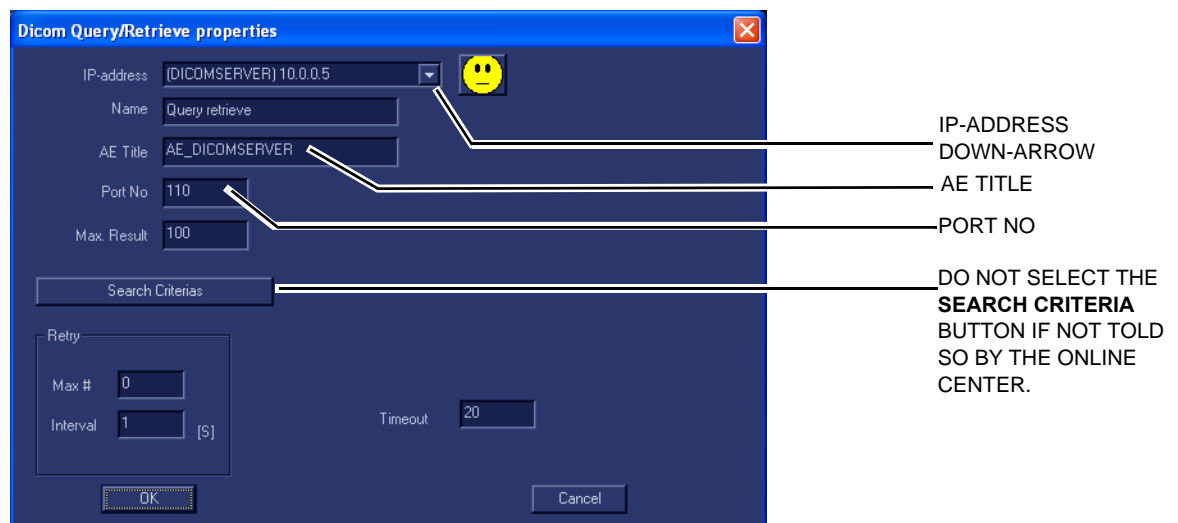 Dicom Query/Retrieve properties
IP-address (DICOMSERVER) 10.0.0.5
Name Query retrieve
AE Title AE_DICOMSERVER
Port No 110
Max. Result 100
Search Criterias
Retry
Max # 0
Interval 1 [S]
Timeout 20
OK Cancel
IP-ADDRESS
DOWN-ARROW
AE TITLE
PORT NO
DO NOT SELECT THE
SEARCH CRITERIA
BUTTON IF NOT TOLD
SO BY THE ONLINE
CENTER.